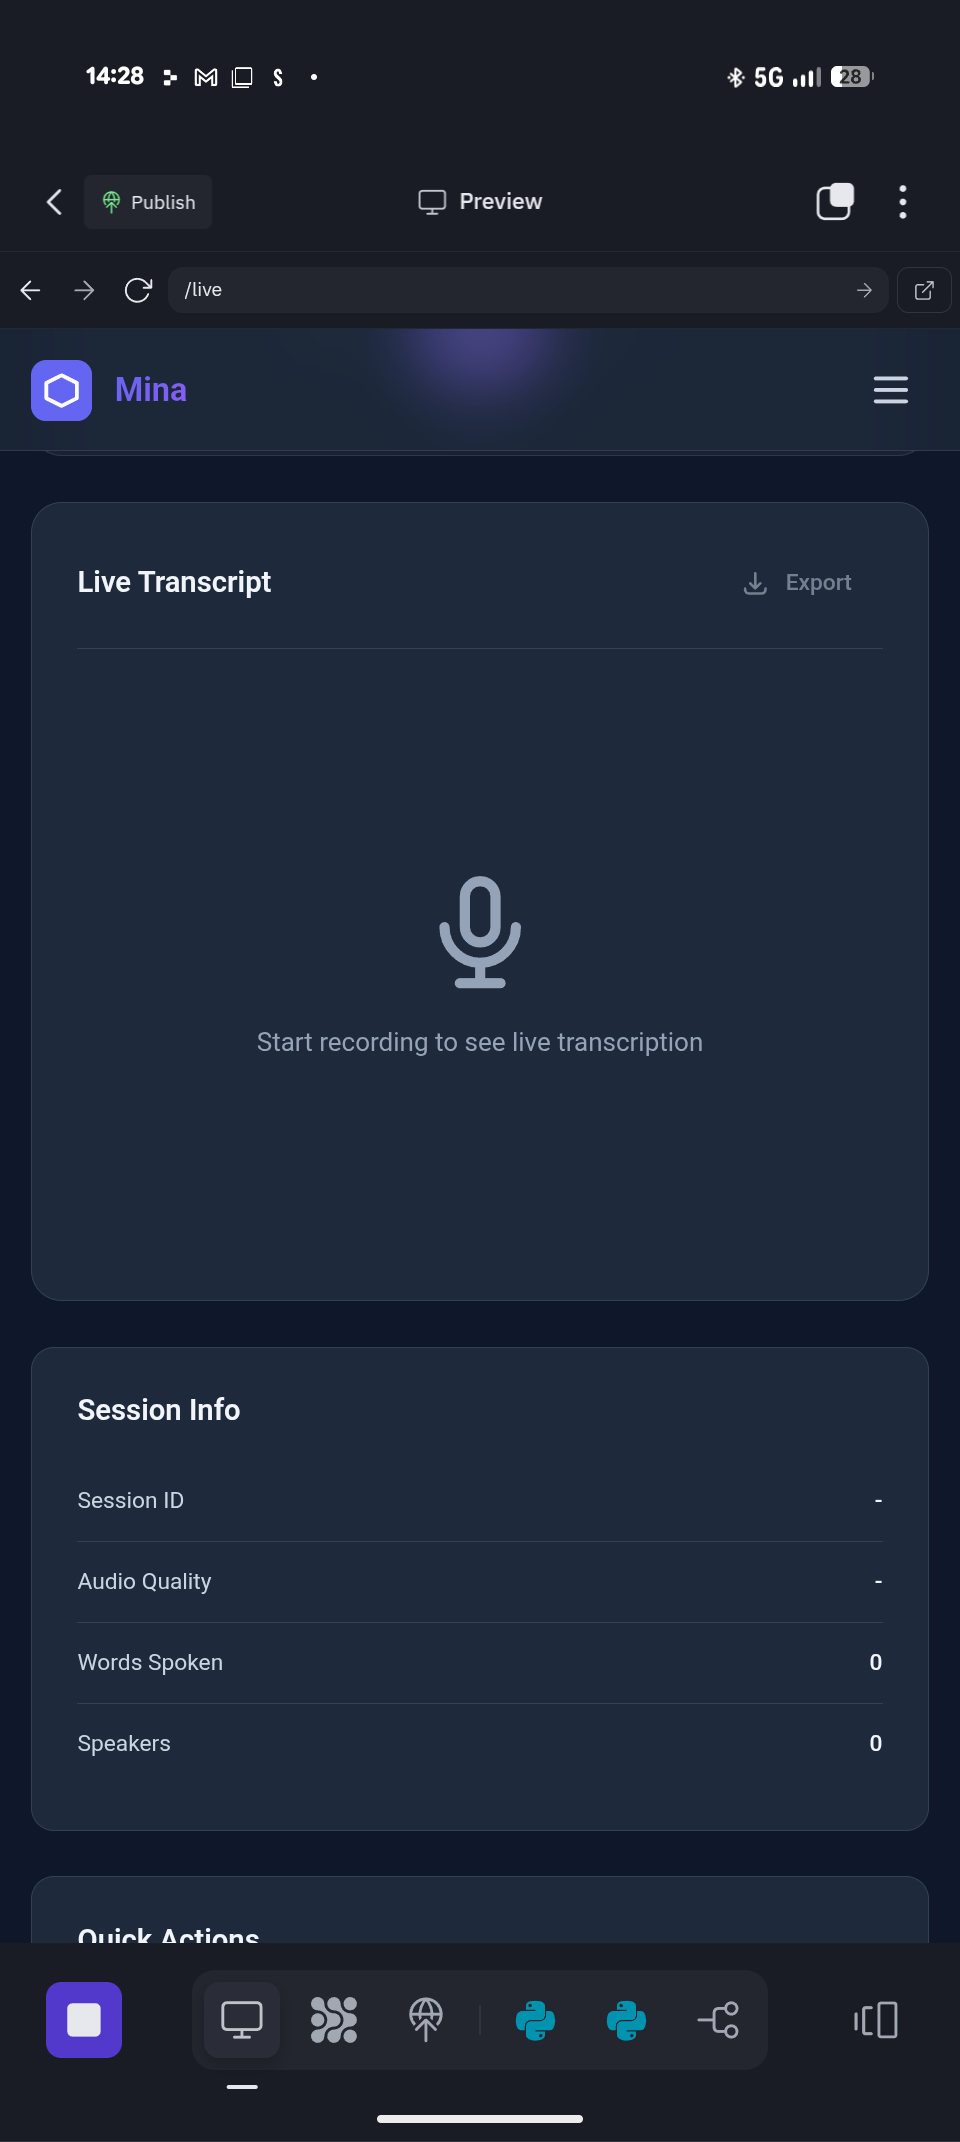 14:28
S
5G
28
Publish
Preview
/live
Mina
Live Transcript
Export
Start recording to see live transcription
Session Info
Session ID
-
Audio Quality
-
Words Spoken
0
Speakers
0
Quick Actions